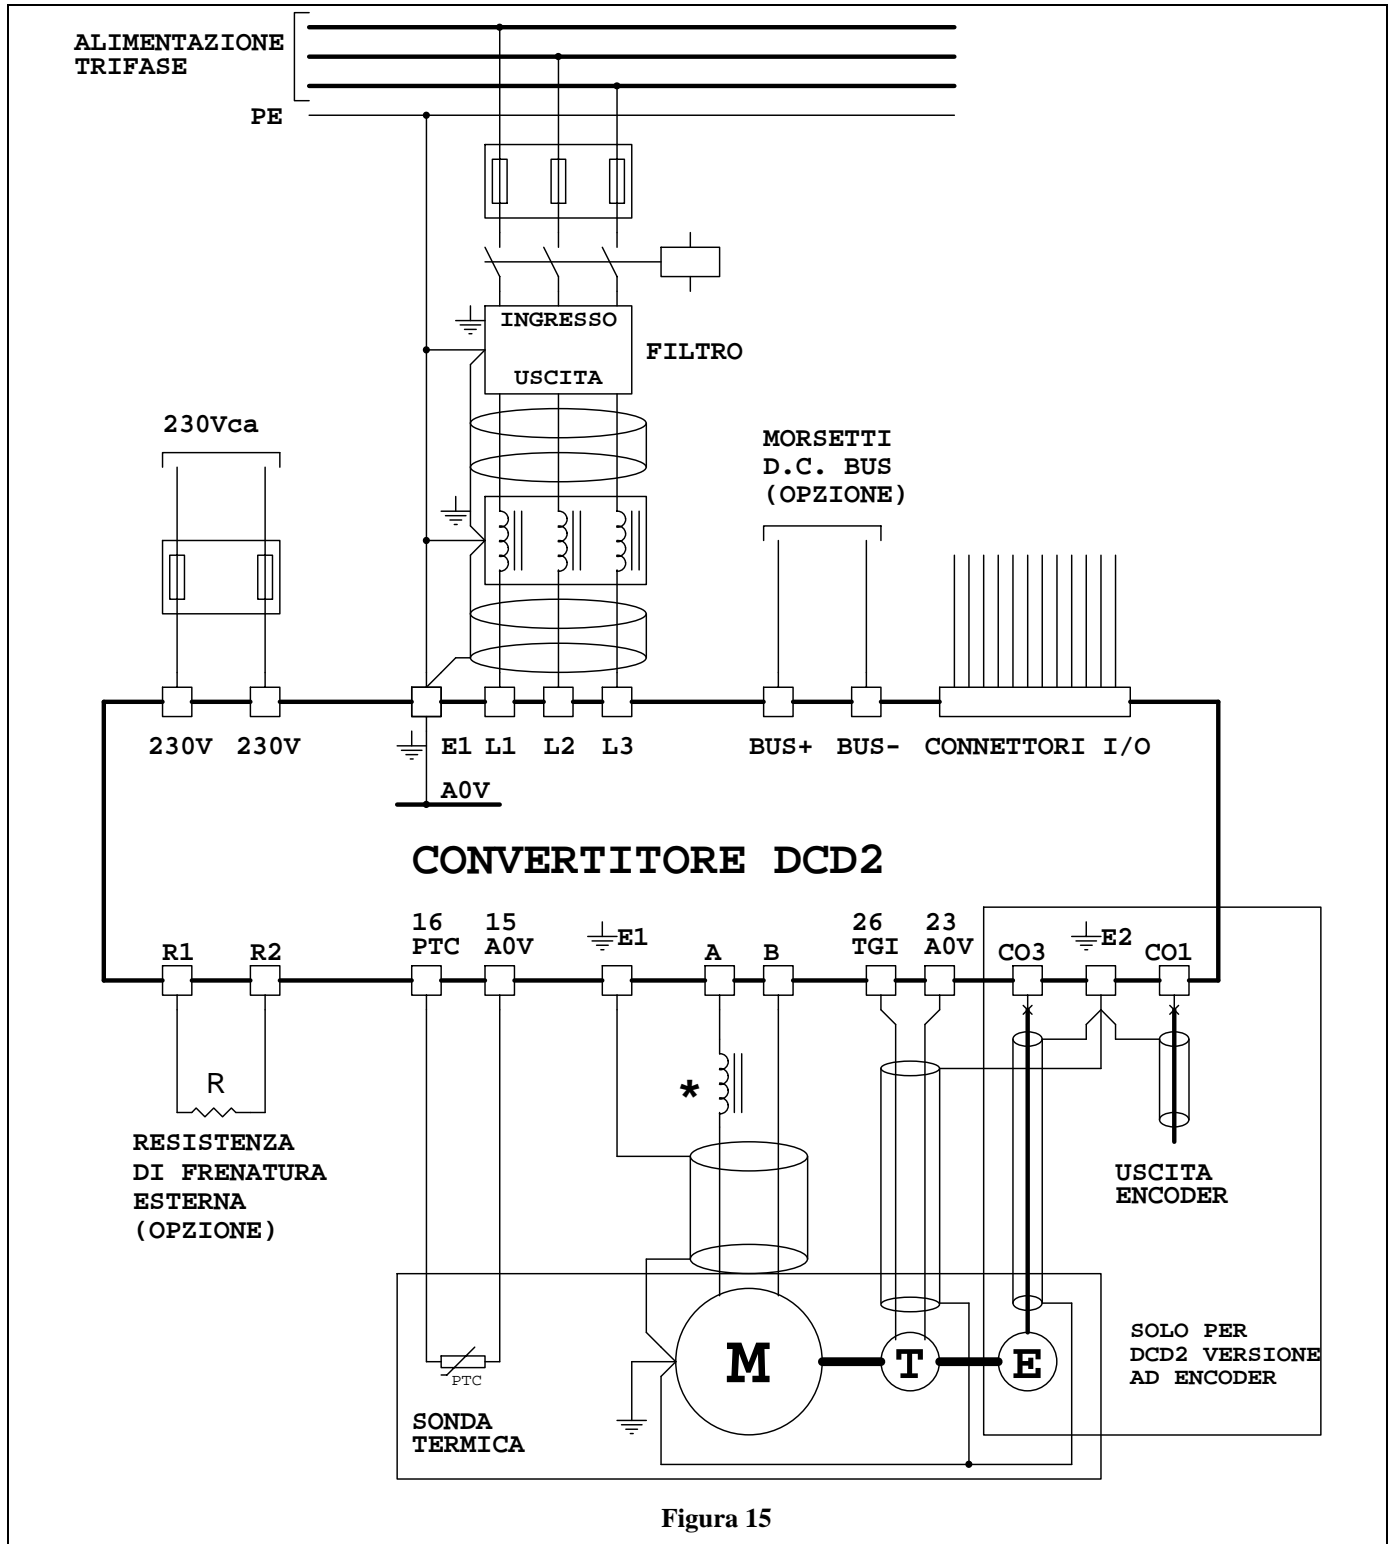 ALIMENTAZIONE
TRIFASE
PE
INGRESSO
FILTRO
USCITA
230Vca
MORSETTI
D.C. BUS
(OPZIONE)
230V 230V E1 L1 L2 L3 BUS+ BUS- CONNETTORI I/O
A0V
CONVERTITORE DCD2
16 15 26 23
PTC A0V E1 TGI A0V E2
R1 R2 A B CO3 CO1
R
*
RESISTENZA
DI FRENATURA
ESTERNA
(OPZIONE)
USCITA
ENCODER
M T E
PTC
SOLO PER
DCD2 VERSIONE
AD ENCODER
SONDA
TERMICA
Figura 15